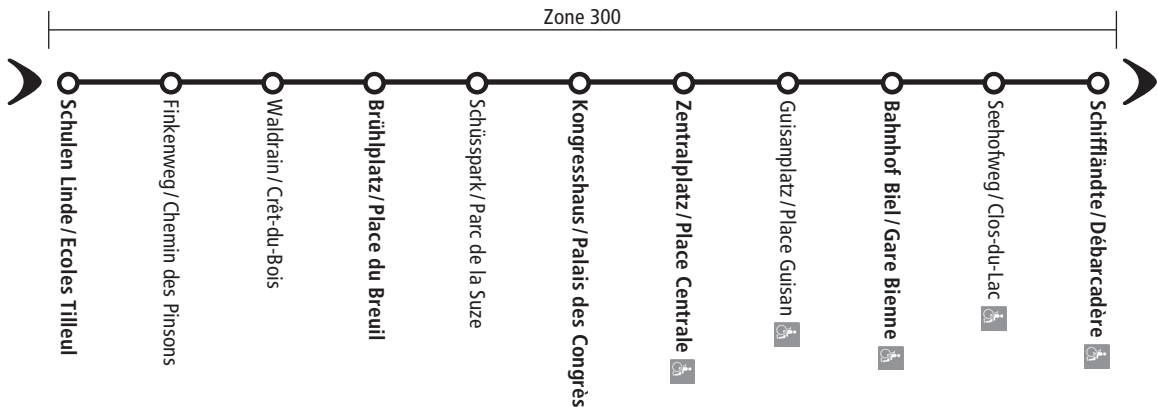 Zone 300
Schulen Linde / Ecoles Tilleul
Finkenweg / Chemin des Pinsons
Waldrain / Crêt-du-Bois
Brühlplatz / Place du Breuil
Schüsspark / Parc de la Suze
Kongresshaus / Palais des Congrès
Zentralplatz / Place Centrale
Guisanplatz / Place Guisan
Bahnhof Biel / Gare Bienne
Seehofweg / Clos-du-Lac
Schiffländte / Débarcadère